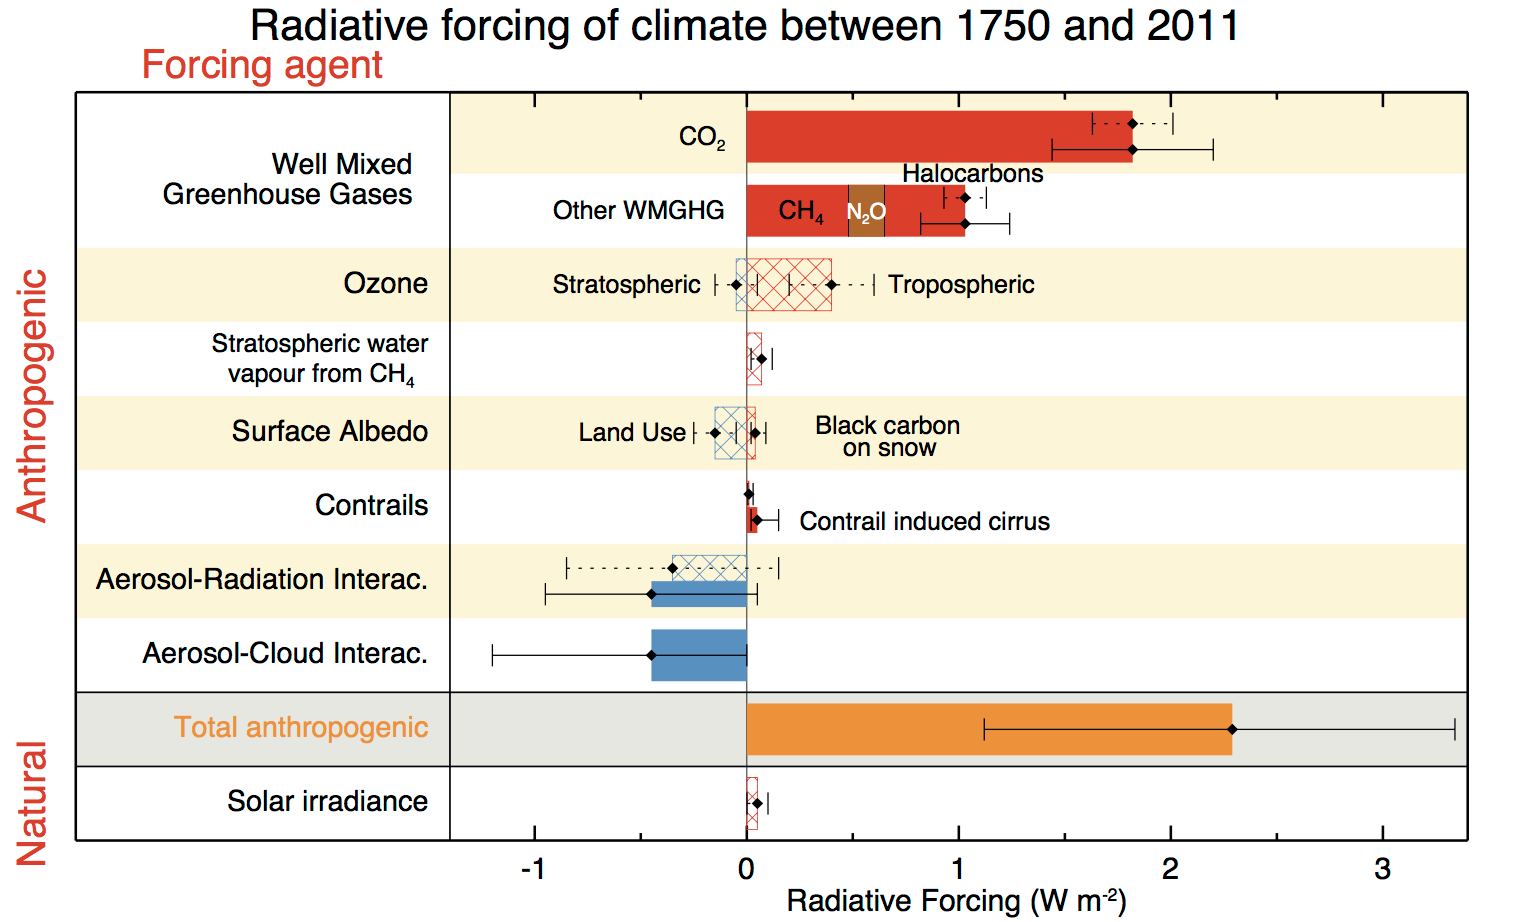 Radiative forcing of climate between 1750 and 2011
Forcing agent
Anthropogenic
Natural
Well Mixed
Greenhouse Gases
CO₂
Halocarbons
Other WMGHG
CH₄
N₂O
Ozone
Stratospheric
Tropospheric
Stratospheric water
vapour from CH₄
Surface Albedo
Land Use
Black carbon
on snow
Contrails
Contrail induced cirrus
Aerosol-Radiation Interac.
Aerosol-Cloud Interac.
Total anthropogenic
Solar irradiance
-1 0 1 2 3
Radiative Forcing (W m⁻²)